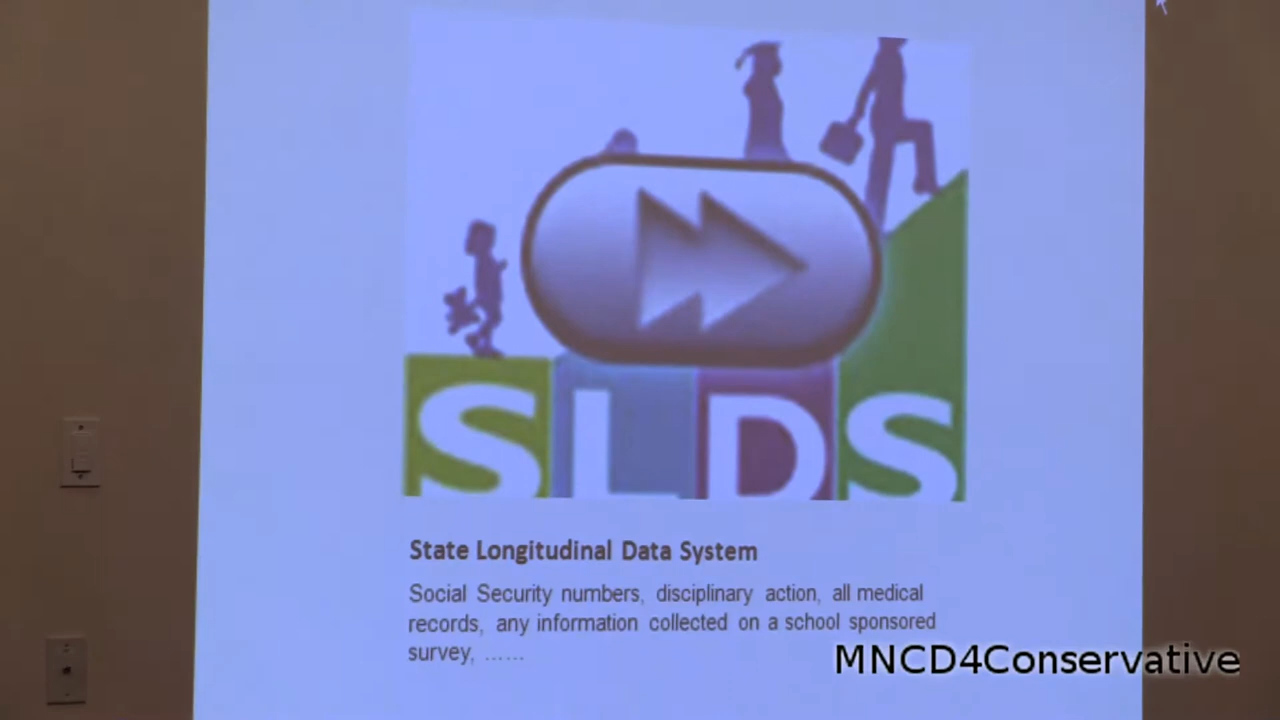 SLDS
State Longitudinal Data System
Social Security numbers, disciplinary action, all medical
records, any information collected on a school sponsored
survey, ......
MNCD4Conservative